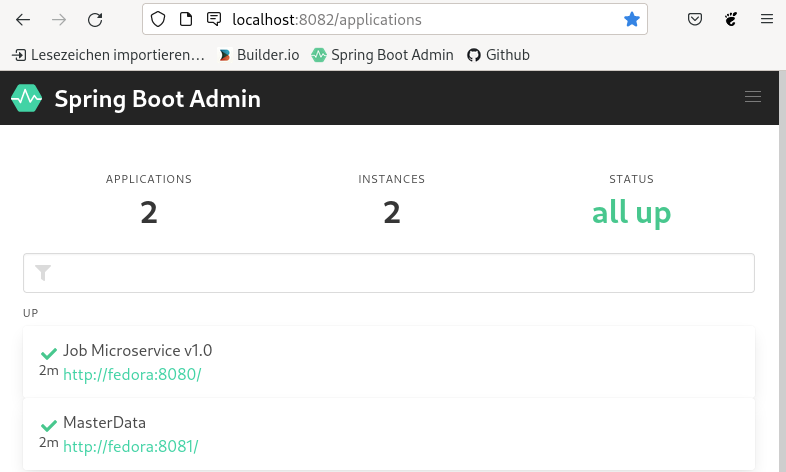 localhost:8082/applications
Lesezeichen importieren... Builder.io Spring Boot Admin Github
Spring Boot Admin
APPLICATIONS INSTANCES STATUS
2 2 all up
UP
Job Microservice v1.0
2m http://fedora:8080/
MasterData
2m http://fedora:8081/